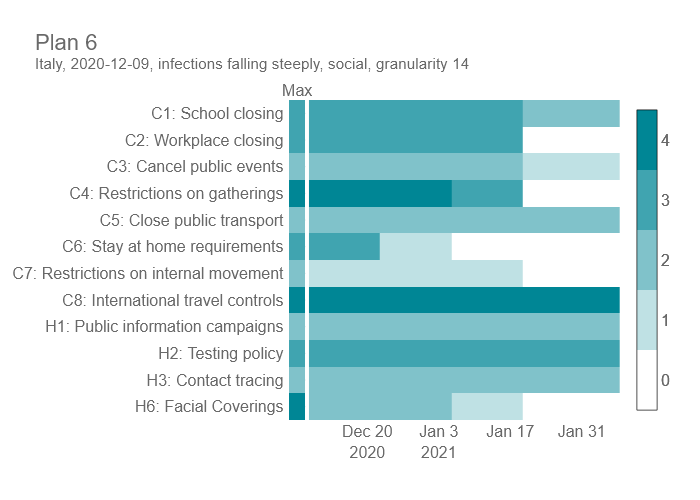 Plan 6
Italy, 2020-12-09, infections falling steeply, social, granularity 14
Max
C1: School closing
C2: Workplace closing
C3: Cancel public events
C4: Restrictions on gatherings
C5: Close public transport
C6: Stay at home requirements
C7: Restrictions on internal movement
C8: International travel controls
H1: Public information campaigns
H2: Testing policy
H3: Contact tracing
H6: Facial Coverings
Dec 20 Jan 3 Jan 17 Jan 31
2020 2021
4
3
2
1
0